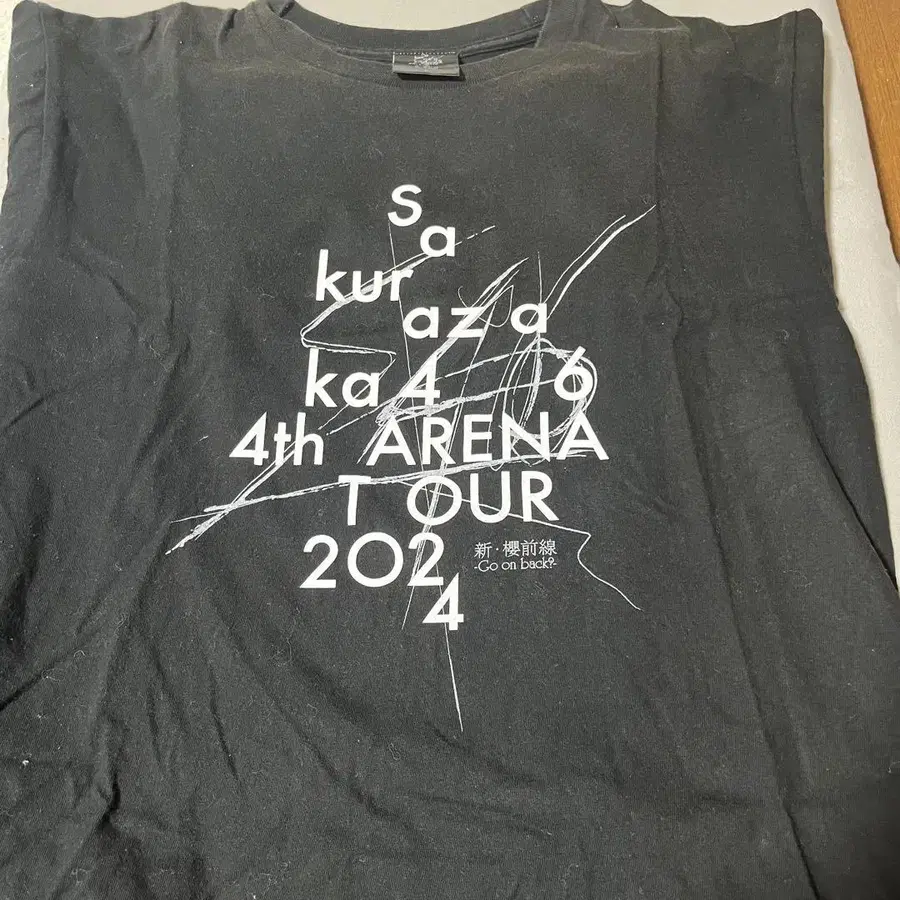 S
a
kur
az a
ka 4 6
4th ARENA
T OUR
202
4
新·櫻前線
-Go on back?-